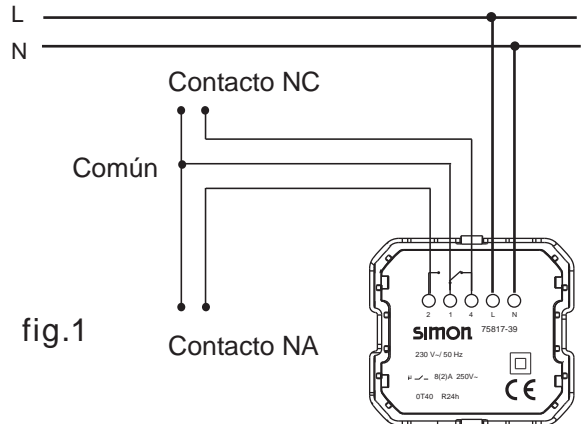 L
N
Contacto NC
Común
fig.1
Contacto NA
2 1 4 L N
simon 75817-39
230 V~/ 50 Hz
µ 8(2)A 250V~
0T40 R24h
CE